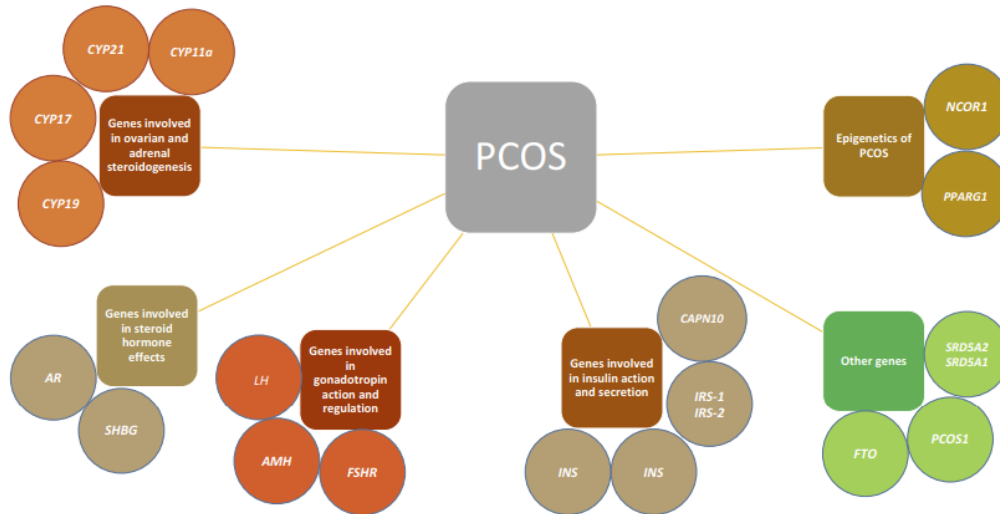 CYP21
CYP11a
CYP17
CYP19
Genes involved
in ovarian and
adrenal
steroidogenesis
PCOS
Epigenetics of
PCOS
NCOR1
PPARG1
Genes involved
in steroid
hormone
effects
AR
SHBG
Genes involved
in
gonadotropin
action and
regulation
LH
AMH
FSHR
Genes involved
in insulin action
and secretion
CAPN10
IRS-1
IRS-2
INS
INS
Other genes
SRD5A2
SRD5A1
PCOS1
FTO